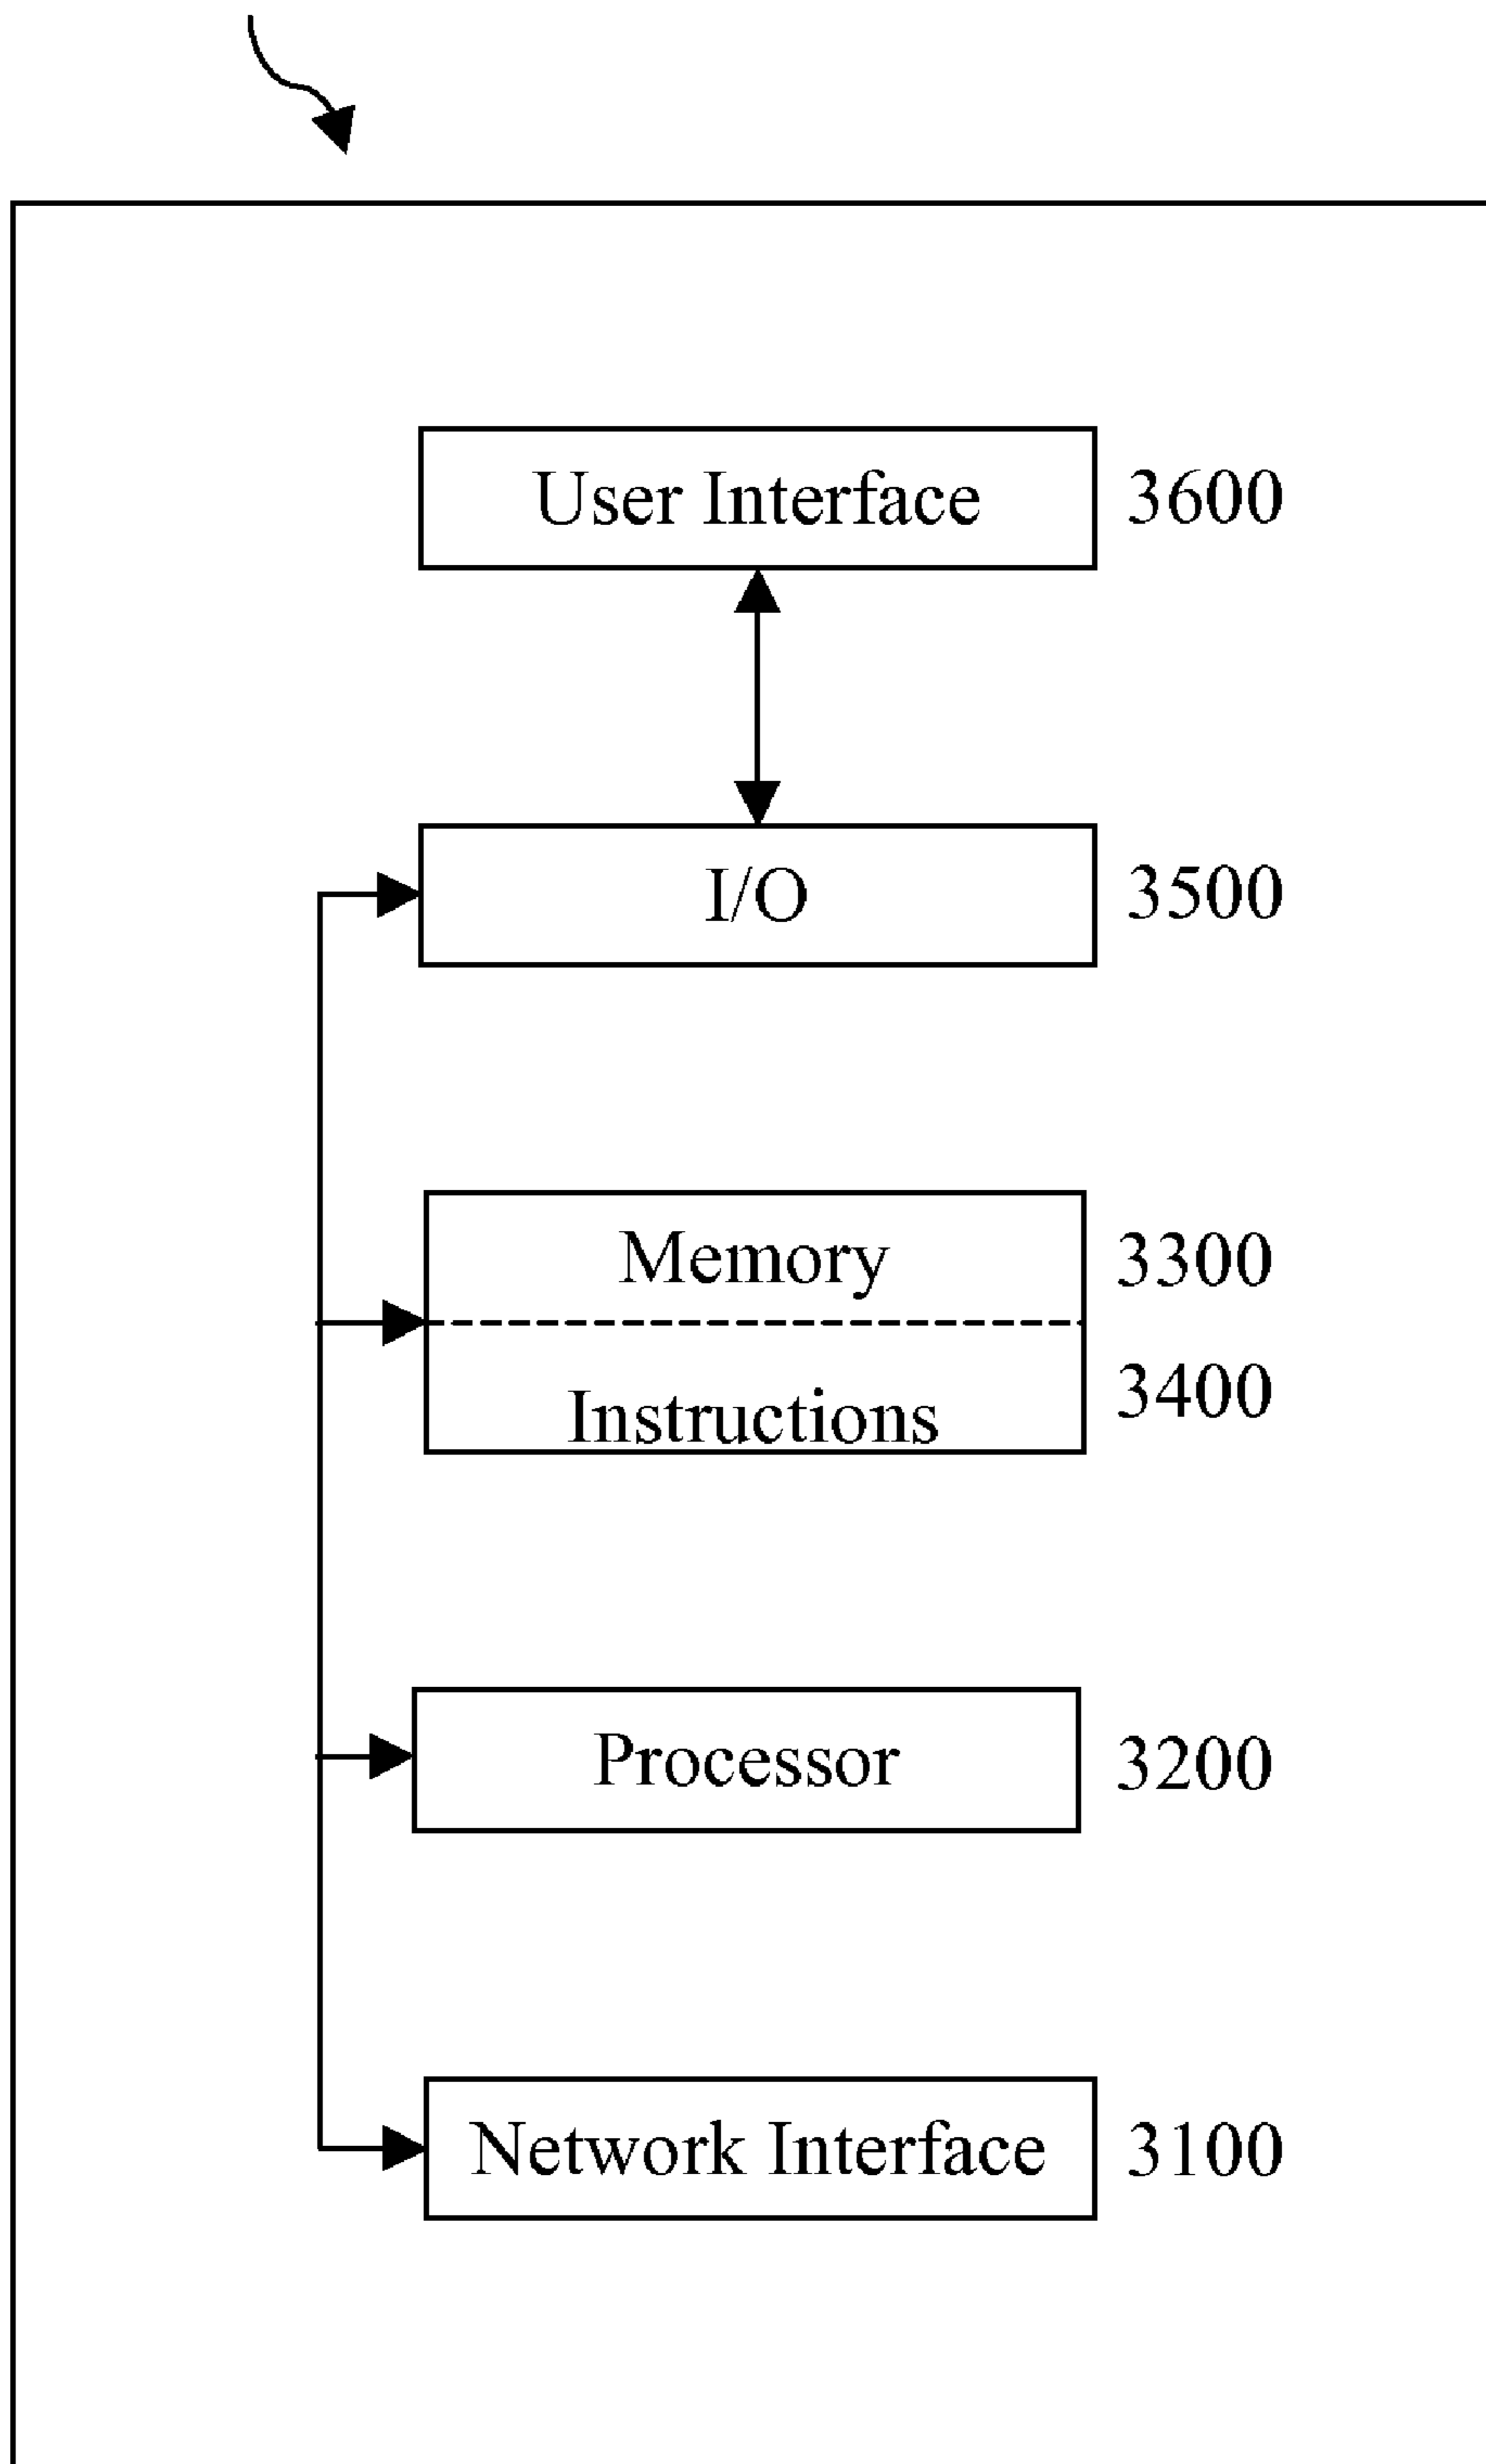 User Interface 3600
I/O 3500
Memory 3300
Instructions 3400
Processor 3200
Network Interface 3100